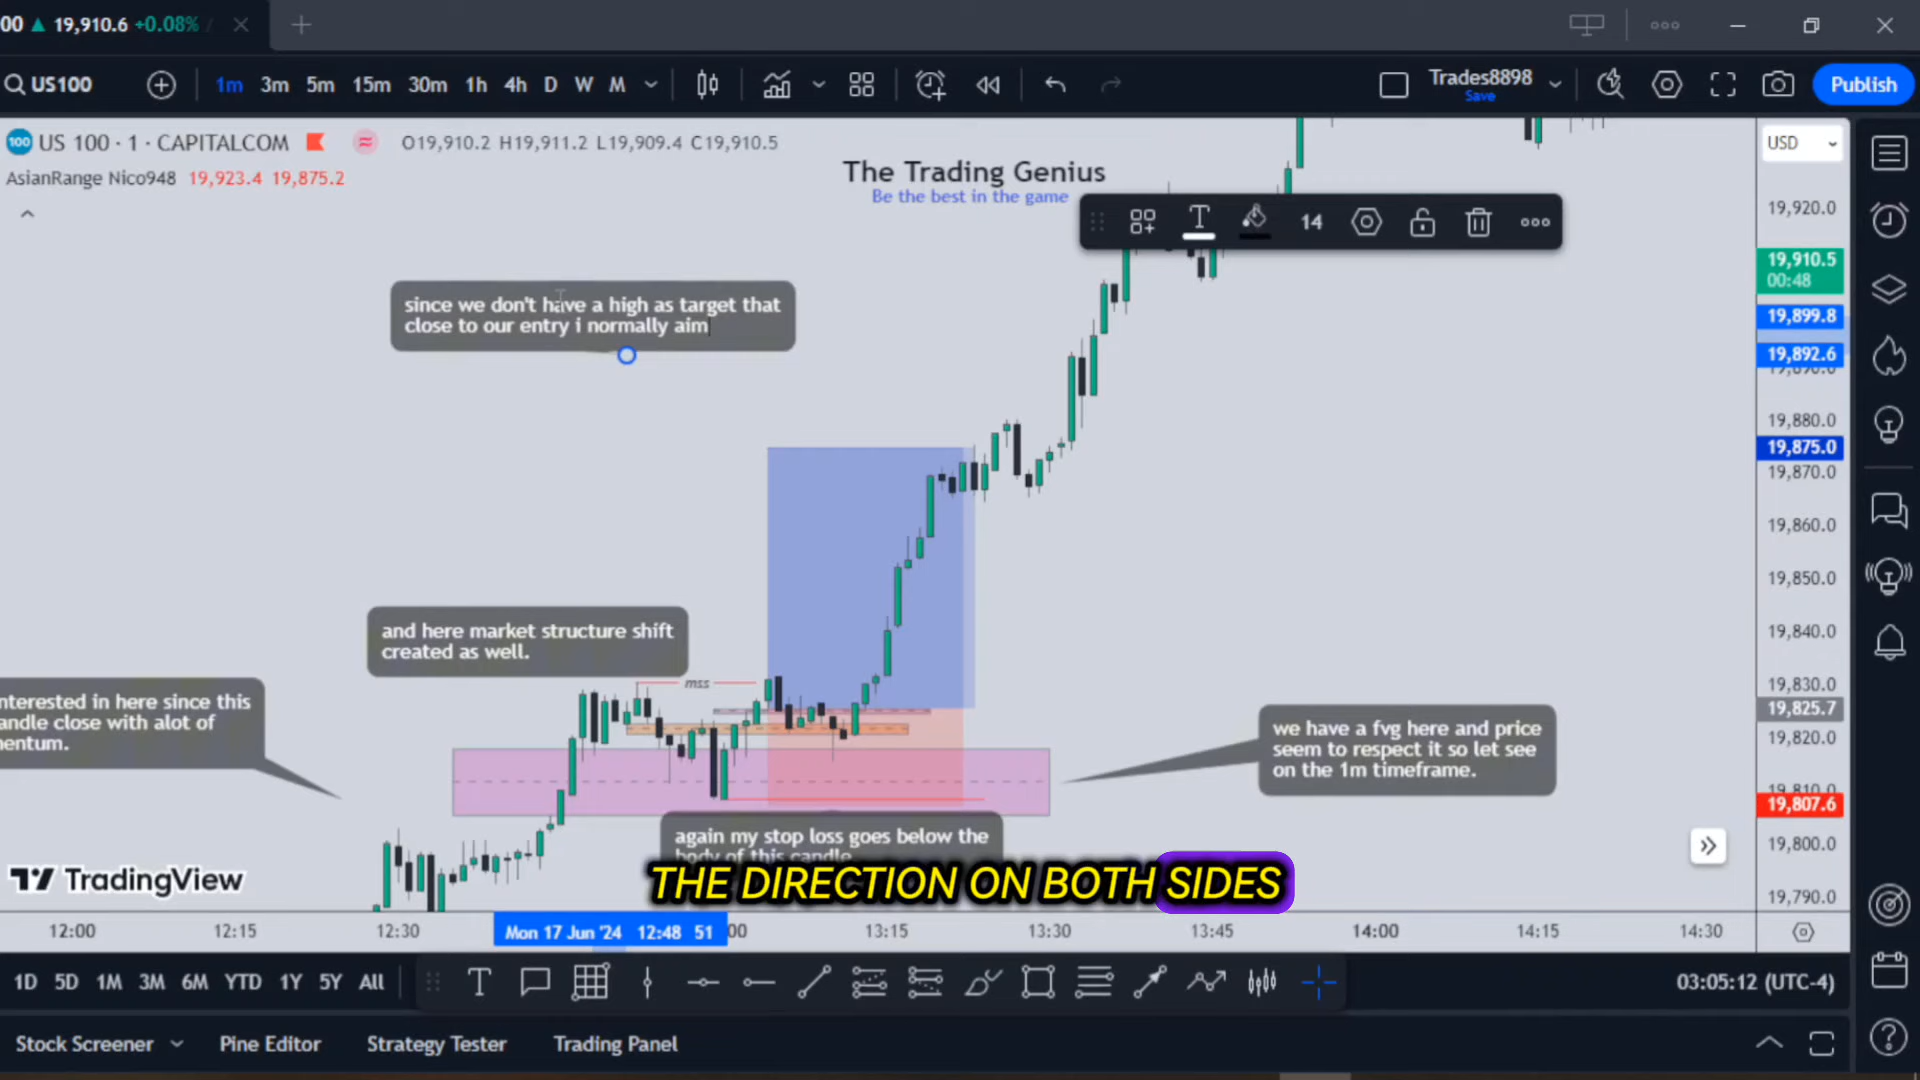 00 ▲ 19,910.6 +0.08% /
US100
1m 3m 5m 15m 30m 1h 4h D W M
Trades8898
Save
Publish
100 US 100 · 1 · CAPITALCOM
O19,910.2 H19,911.2 L19,909.4 C19,910.5
AsianRange Nico948 19,923.4 19,875.2
The Trading Genius
Be the best in the game
14
USD
19,920.0
19,910.5
00:48
19,899.8
19,892.6
19,880.0
19,875.0
19,870.0
19,860.0
19,850.0
19,840.0
19,830.0
19,825.7
19,820.0
19,810.0
19,807.6
19,800.0
19,790.0
since we don't have a high as target that
close to our entry i normally aim
and here market structure shift
created as well.
mss
nterested in here since this
andle close with alot of
mentum.
we have a fvg here and price
seem to respect it so let see
on the 1m timeframe.
again my stop loss goes below the
body of this candle
THE DIRECTION ON BOTH SIDES
TradingView
12:00 12:15 12:30 Mon 17 Jun '24 12:48 51 :00 13:15 13:30 13:45 14:00 14:15 14:30
1D 5D 1M 3M 6M YTD 1Y 5Y All
03:05:12 (UTC-4)
Stock Screener Pine Editor Strategy Tester Trading Panel